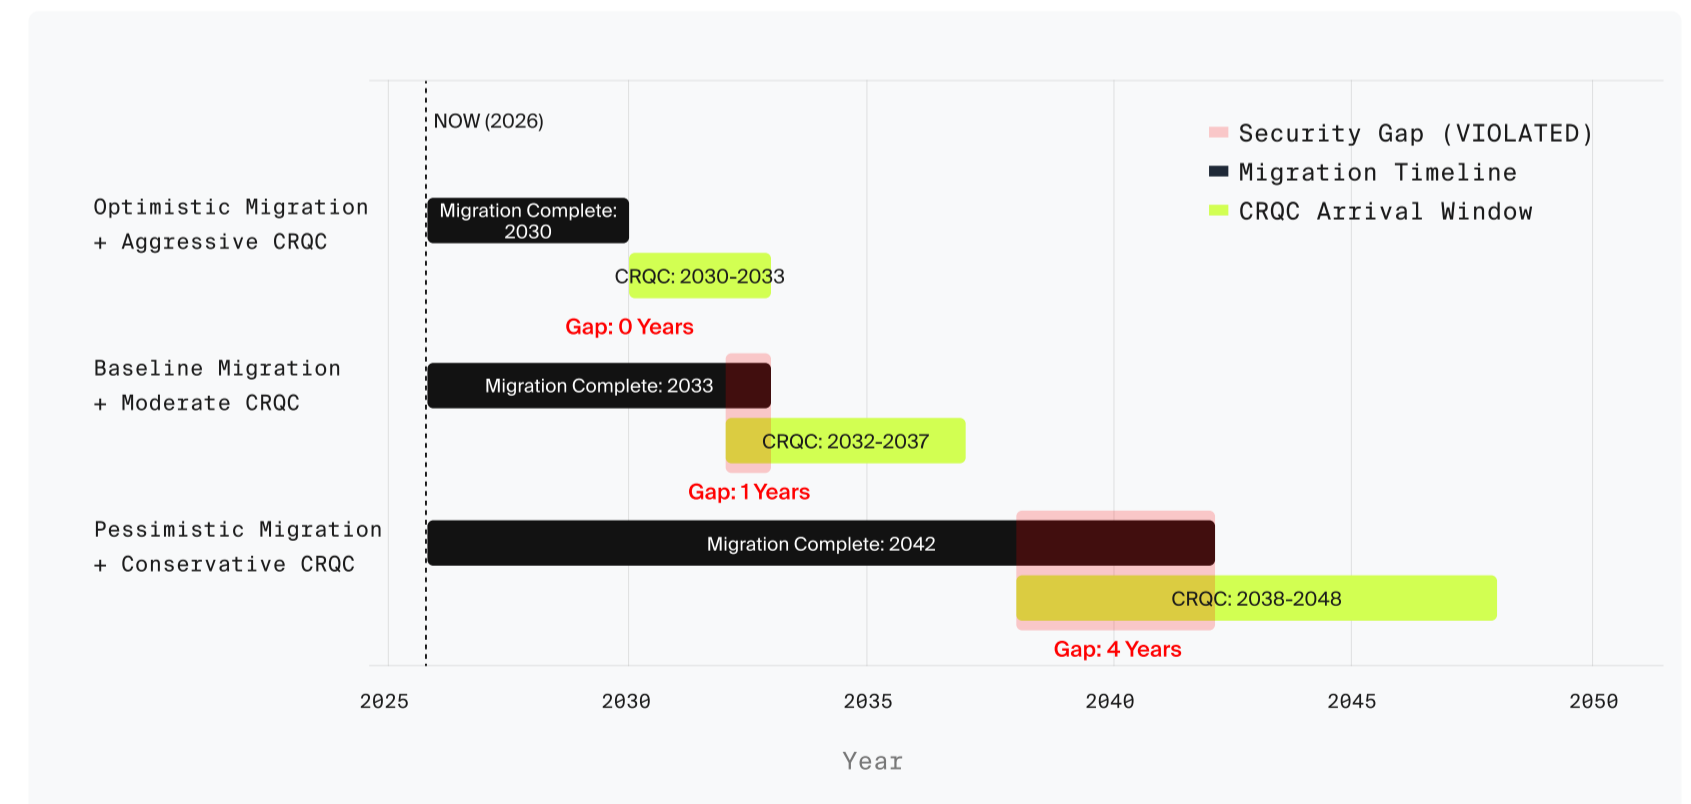 NOW (2026)
Security Gap (VIOLATED)
Migration Timeline
CRQC Arrival Window
Optimistic Migration
+ Aggressive CRQC
Migration Complete:
2030
CRQC: 2030-2033
Gap: 0 Years
Baseline Migration
+ Moderate CRQC
Migration Complete: 2033
CRQC: 2032-2037
Gap: 1 Years
Pessimistic Migration
+ Conservative CRQC
Migration Complete: 2042
CRQC: 2038-2048
Gap: 4 Years
2025 2030 2035 2040 2045 2050
Year